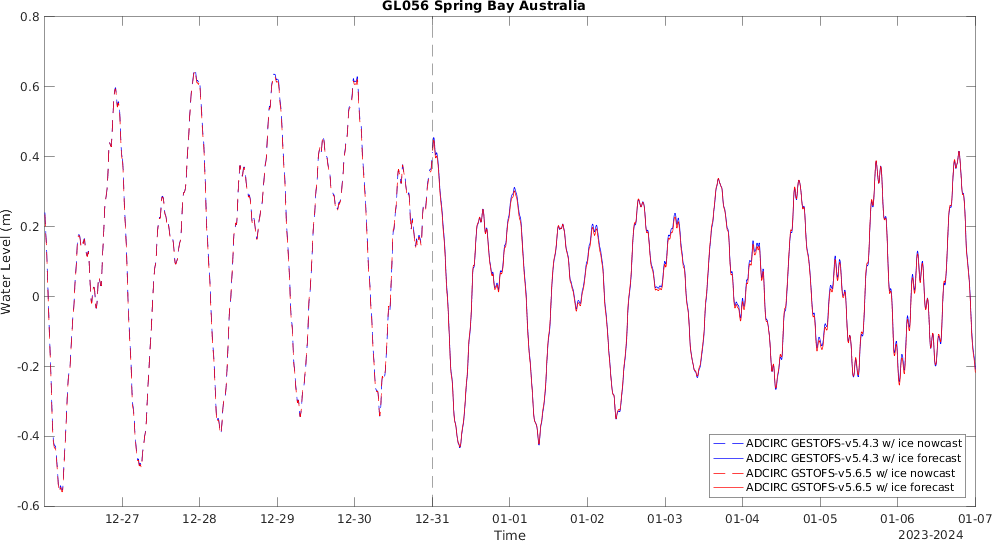 GL056 Spring Bay Australia
0.8
0.6
0.4
0.2
0
-0.2
-0.4
-0.6
Water Level (m)
12-27 12-28 12-29 12-30 12-31 01-01 01-02 01-03 01-04 01-05 01-06 01-07
Time
2023-2024
ADCIRC GESTOFS-v5.4.3 w/ ice nowcast
ADCIRC GESTOFS-v5.4.3 w/ ice forecast
ADCIRC GSTOFS-v5.6.5 w/ ice nowcast
ADCIRC GSTOFS-v5.6.5 w/ ice forecast